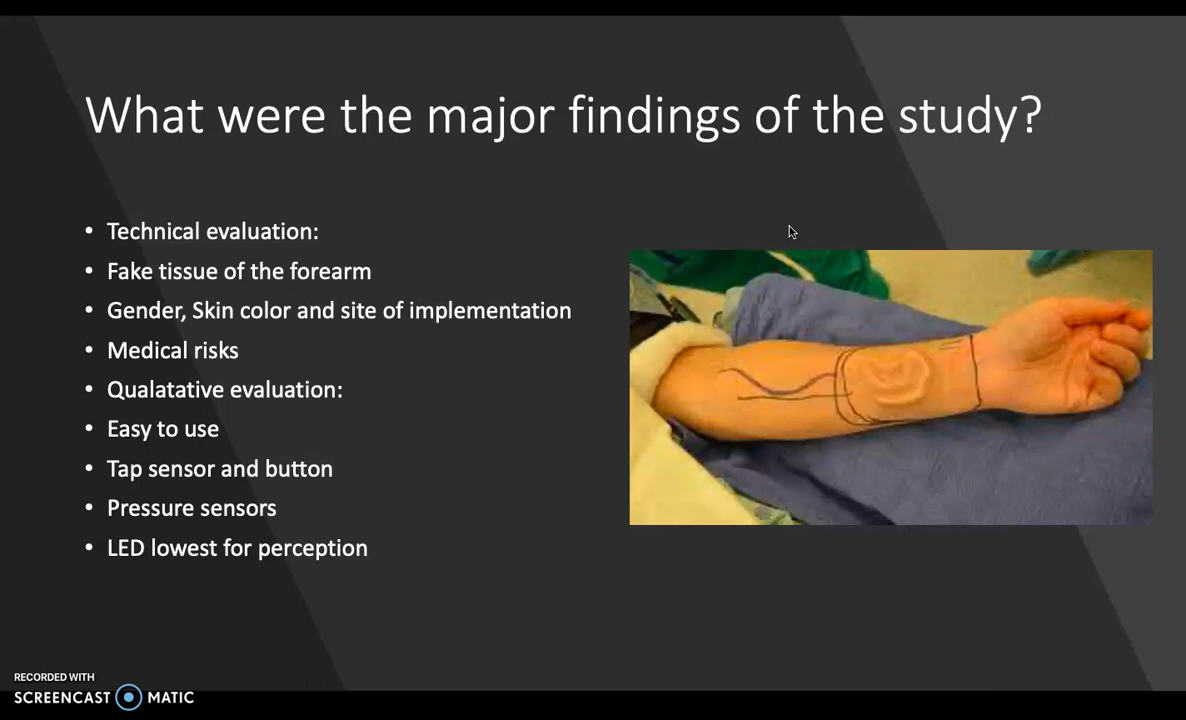 What were the major findings of the study?
• Technical evaluation:
• Fake tissue of the forearm
• Gender, Skin color and site of implementation
• Medical risks
• Qualatative evaluation:
• Easy to use
• Tap sensor and button
• Pressure sensors
• LED lowest for perception
RECORDED WITH
SCREENCAST MATIC